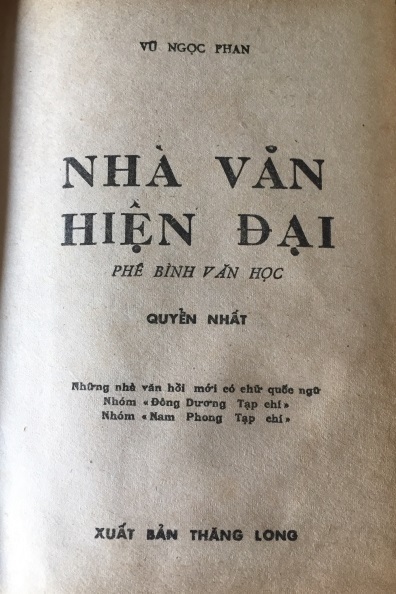 VŨ NGỌC PHAN
NHÀ VĂN
HIỆN ĐẠI
PHÊ BÌNH VĂN HỌC
QUYỀN NHẤT
Những nhà văn hồi mới có chữ quốc ngữ
Nhóm «Đông Dương Tạp chí»
Nhóm «Nam Phong Tạp chí»
XUẤT BẢN THĂNG LONG